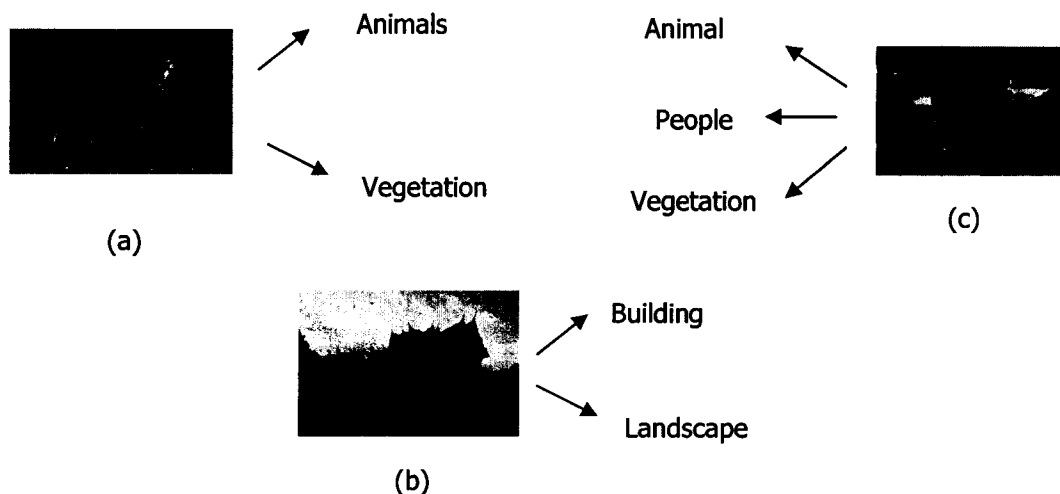 Animals
Vegetation
(a)
Animal
People
Vegetation
(c)
Building
Landscape
(b)